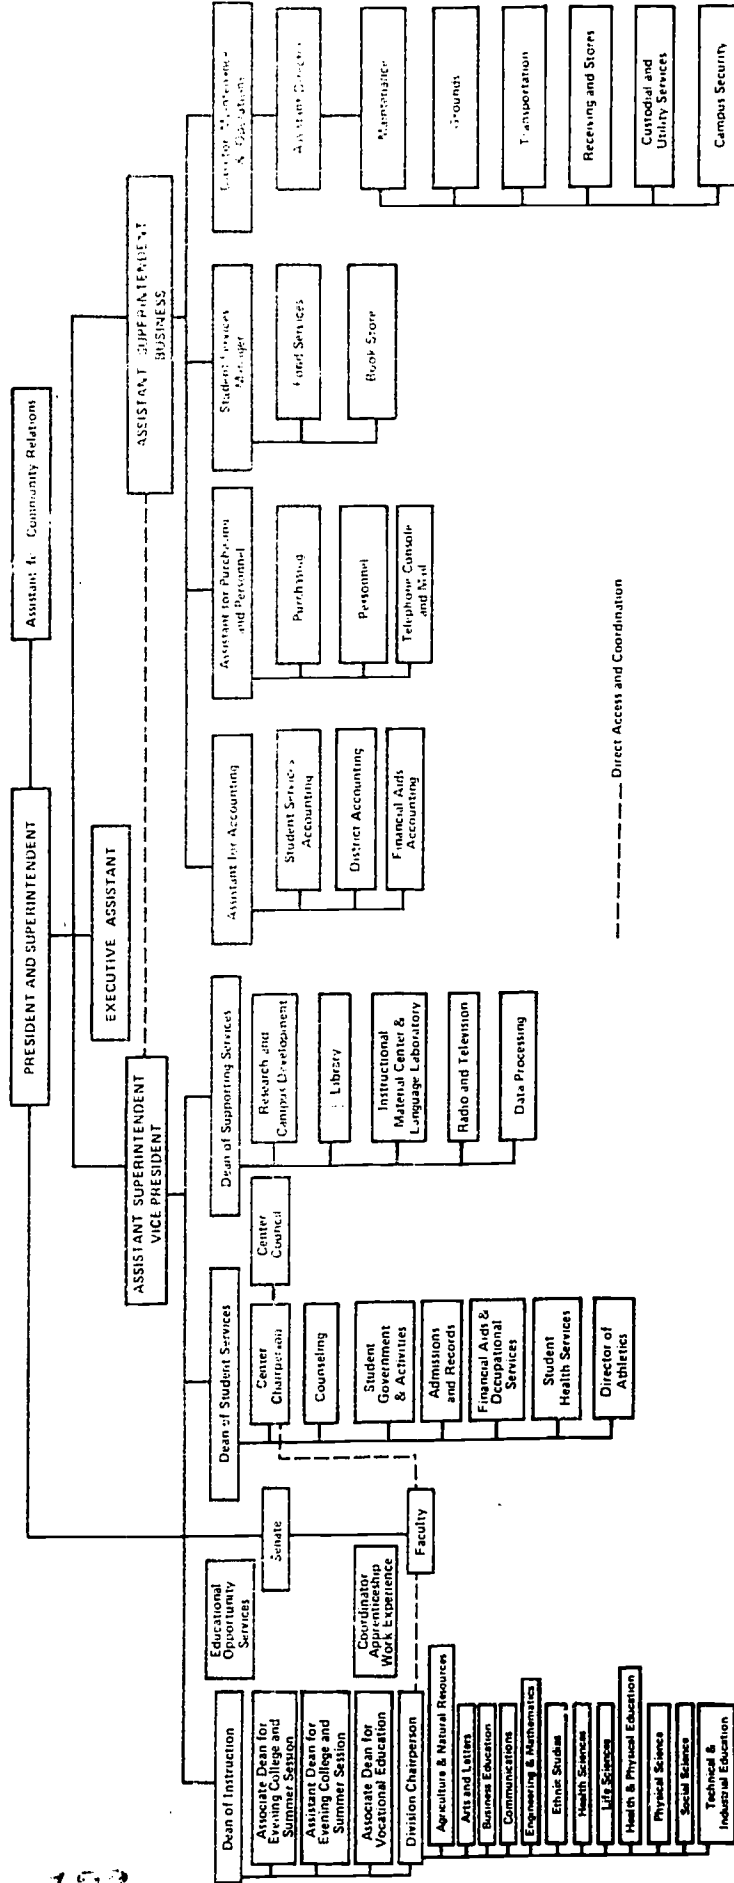 PRESIDENT AND SUPERINTENDENT
Assistant for Community Relations
EXECUTIVE ASSISTANT
ASSISTANT SUPERINTENDENT
VICE PRESIDENT
ASSISTANT SUPERINTENDENT
BUSINESS
Dean of Instruction
Associate Dean for
Evening College and
Summer Session
Assistant Dean for
Evening College and
Summer Session
Associate Dean for
Vocational Education
Division Chairperson
Agriculture & Natural Resources
Arts and Letters
Business Education
Communications
Engineering & Mathematics
Ethnic Studies
Health Sciences
Life Sciences
Health & Physical Education
Physical Science
Social Science
Technical &
Industrial Education
Educational
Opportunity
Services
Coordinator
Apprenticeship
Work Experience
Senate
Faculty
Dean of Student Services
Center
Chairperson
Center
Council
Counseling
Student
Government
& Activities
Admissions
and Records
Financial Aids &
Occupational
Services
Student
Health Services
Director of
Athletics
Dean of Supporting Services
Research and
Campus Development
Library
Instructional
Material Center &
Language Laboratory
Radio and Television
Data Processing
Assistant for Accounting
Student Services
Accounting
District Accounting
Financial Aids
Accounting
Assistant for Purchasing
and Personnel
Purchasing
Personnel
Telephone Console
and Mail
Student Services
Manager
Food Services
Book Store
Director Maintenance
& Operations
Assistant Director
Maintenance
Grounds
Transportation
Receiving and Stores
Custodial and
Utility Services
Campus Security
Direct Access and Coordination